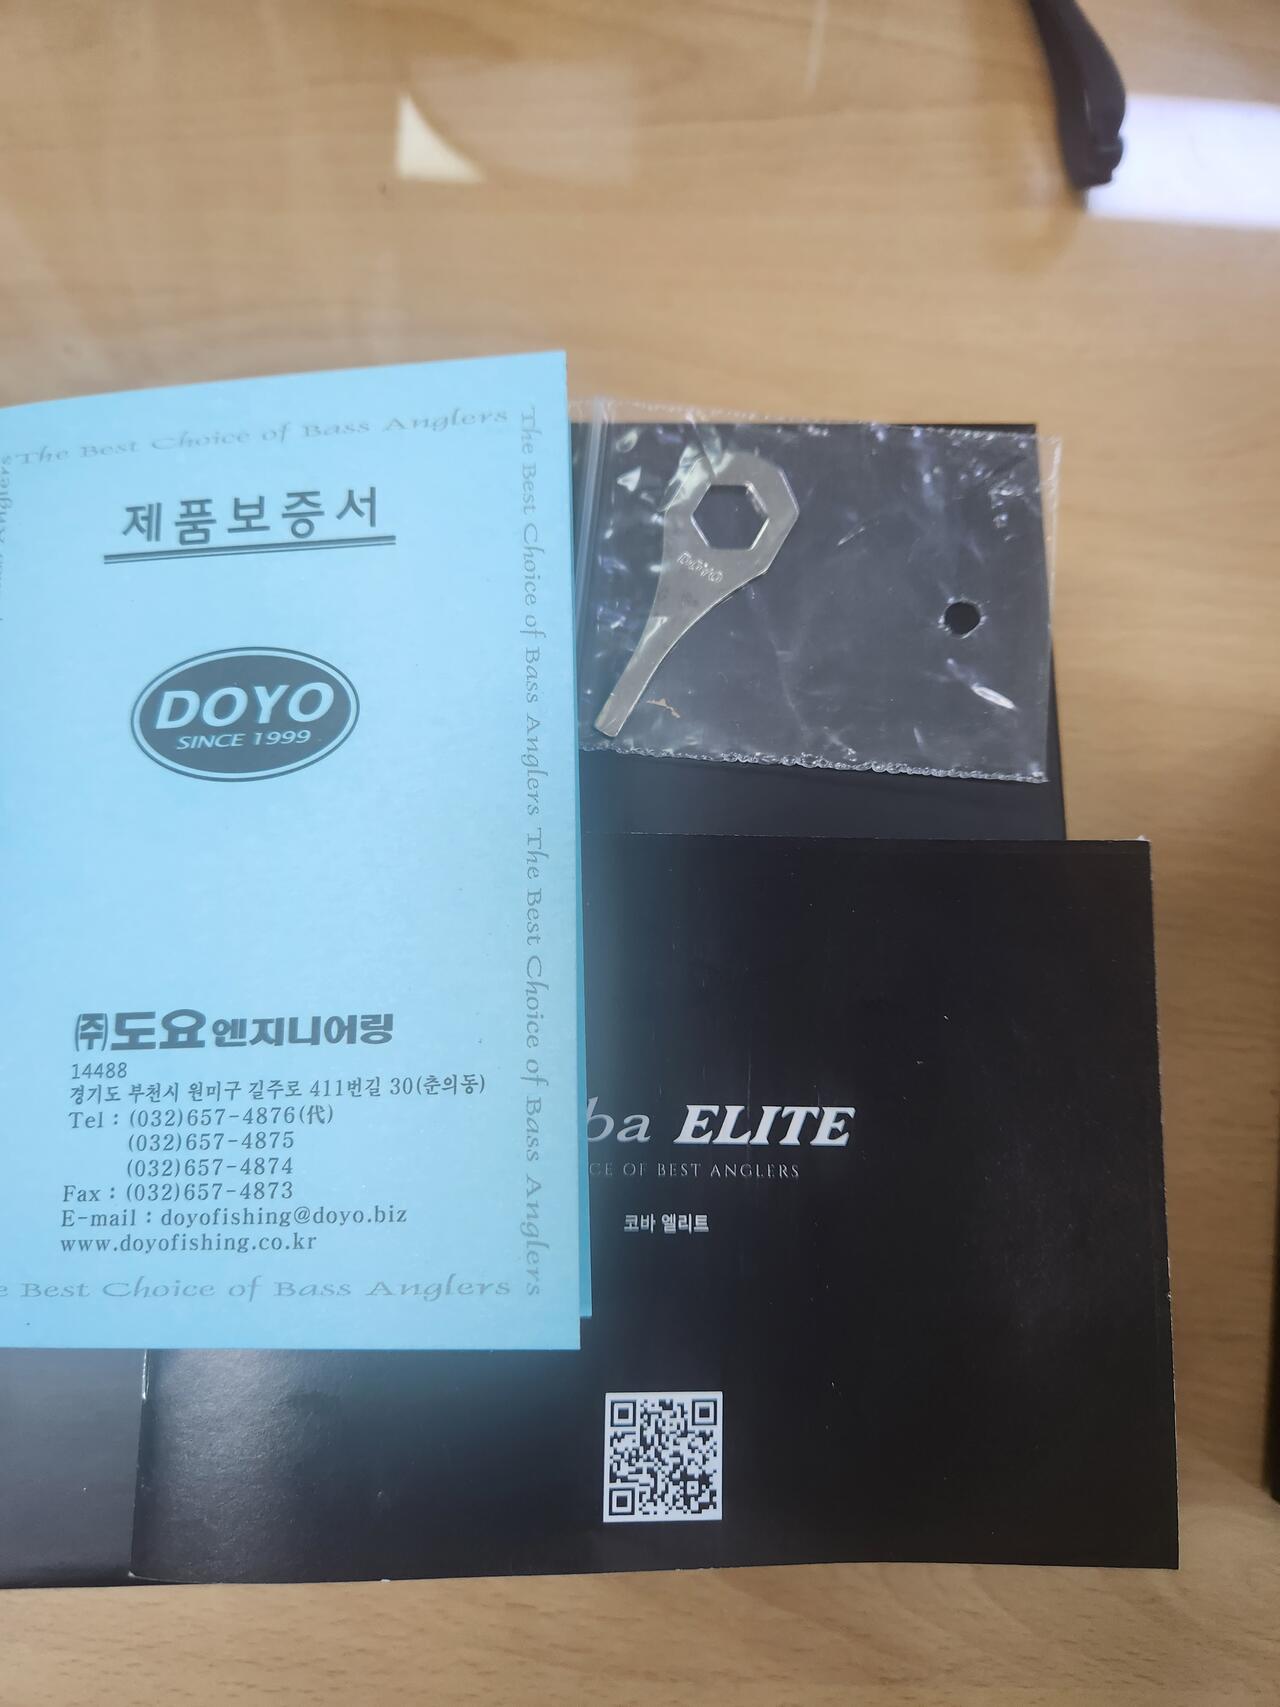 The Best Choice of Bass Anglers
The Best Choice of Bass Anglers The Best Choice of Bass Anglers
제품보증서
DOYO
SINCE 1999
㈜도요엔지니어링
14488
경기도 부천시 원미구 길주로 411번길 30(춘의동)
Tel : (032)657-4876(代)
(032)657-4875
(032)657-4874
Fax : (032)657-4873
E-mail : doyofishing@doyo.biz
www.doyofishing.co.kr
e Best Choice of Bass Anglers
DOYO
ba ELITE
CE OF BEST ANGLERS
코바 엘리트